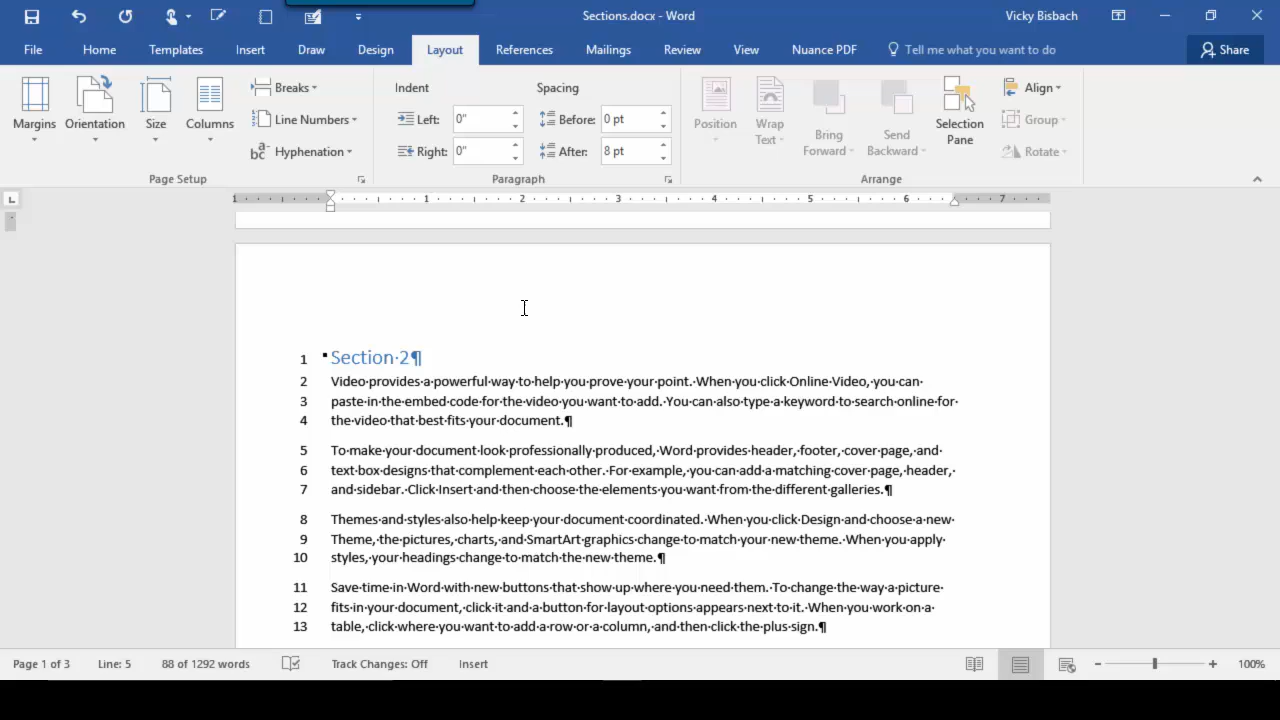 Sections.docx - Word
Vicky Bisbach
File Home Templates Insert Draw Design Layout References Mailings Review View Nuance PDF Tell me what you want to do Share
Margins
Orientation
Size
Columns
Breaks
Line Numbers
Hyphenation
Page Setup
Indent
Left: 0"
Right: 0"
Spacing
Before: 0 pt
After: 8 pt
Paragraph
Position
Wrap
Text
Bring
Forward
Send
Backward
Selection
Pane
Align
Group
Rotate
Arrange
L
1 1 2 3 4 5 6 7
1 Section·2¶
2 Video·provides·a·powerful·way·to·help·you·prove·your·point.·When·you·click·Online·Video,·you·can·
3 paste·in·the·embed·code·for·the·video·you·want·to·add.·You·can·also·type·a·keyword·to·search·online·for·
4 the·video·that·best·fits·your·document.¶
5 To·make·your·document·look·professionally·produced,·Word·provides·header,·footer,·cover·page,·and·
6 text·box·designs·that·complement·each·other.·For·example,·you·can·add·a·matching·cover·page,·header,·
7 and·sidebar.·Click·Insert·and·then·choose·the·elements·you·want·from·the·different·galleries.¶
8 Themes·and·styles·also·help·keep·your·document·coordinated.·When·you·click·Design·and·choose·a·new·
9 Theme,·the·pictures,·charts,·and·SmartArt·graphics·change·to·match·your·new·theme.·When·you·apply·
10 styles,·your·headings·change·to·match·the·new·theme.¶
11 Save·time·in·Word·with·new·buttons·that·show·up·where·you·need·them.·To·change·the·way·a·picture·
12 fits·in·your·document,·click·it·and·a·button·for·layout·options·appears·next·to·it.·When·you·work·on·a·
13 table,·click·where·you·want·to·add·a·row·or·a·column,·and·then·click·the·plus·sign.¶
Page 1 of 3 Line: 5 88 of 1292 words Track Changes: Off Insert 100%